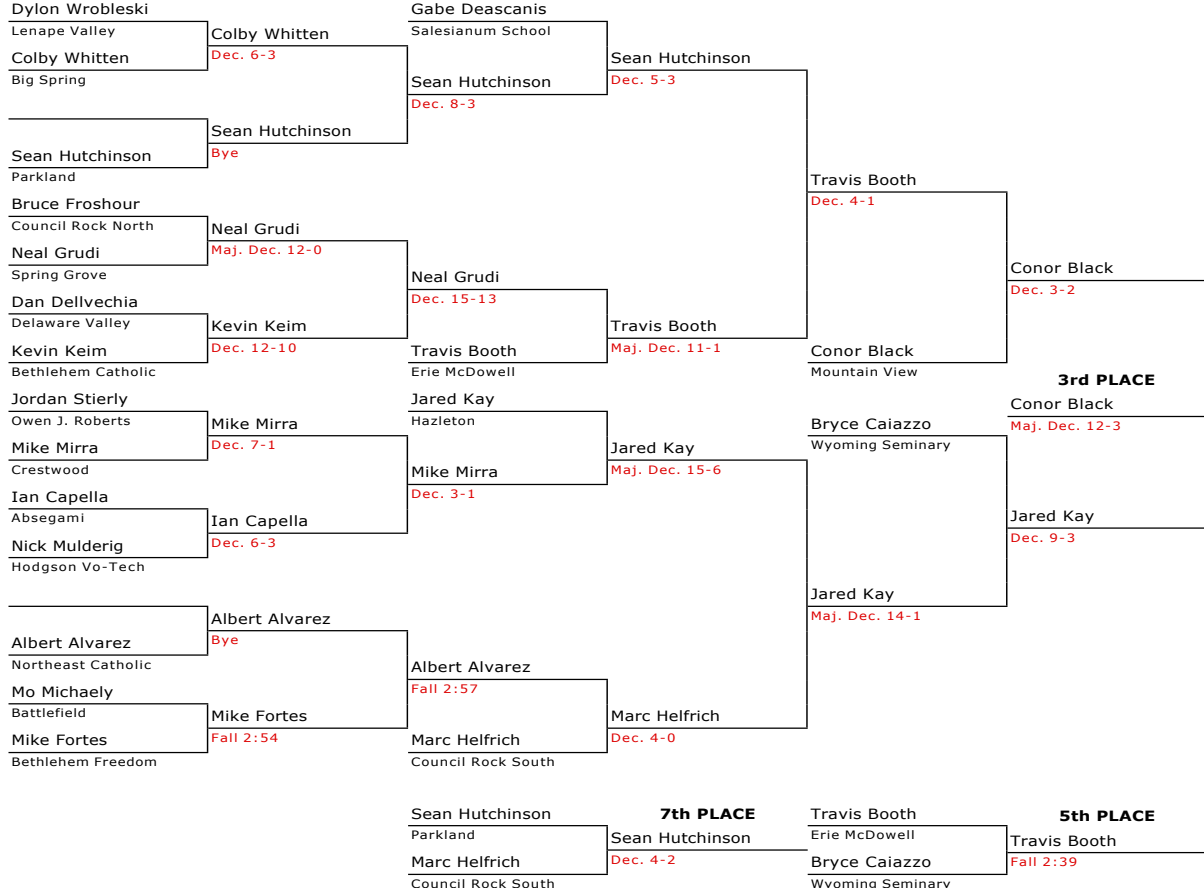 Dylon Wrobleski
Lenape Valley
Colby Whitten
Big Spring
Sean Hutchinson
Parkland
Bruce Froshour
Council Rock North
Neal Grudi
Spring Grove
Dan Dellvechia
Delaware Valley
Kevin Keim
Bethlehem Catholic
Jordan Stierly
Owen J. Roberts
Mike Mirra
Crestwood
Ian Capella
Absegami
Nick Mulderig
Hodgson Vo-Tech
Albert Alvarez
Northeast Catholic
Mo Michaely
Battlefield
Mike Fortes
Bethlehem Freedom
Colby Whitten
Dec. 6-3
Sean Hutchinson
Bye
Neal Grudi
Maj. Dec. 12-0
Kevin Keim
Dec. 12-10
Mike Mirra
Dec. 7-1
Ian Capella
Dec. 6-3
Albert Alvarez
Bye
Mike Fortes
Fall 2:54
Gabe Deascanis
Salesianum School
Sean Hutchinson
Dec. 8-3
Neal Grudi
Dec. 15-13
Travis Booth
Erie McDowell
Jared Kay
Hazleton
Mike Mirra
Dec. 3-1
Albert Alvarez
Fall 2:57
Marc Helfrich
Council Rock South
Sean Hutchinson
Dec. 5-3
Travis Booth
Maj. Dec. 11-1
Jared Kay
Maj. Dec. 15-6
Marc Helfrich
Dec. 4-0
Travis Booth
Dec. 4-1
Conor Black
Mountain View
Bryce Caiazzo
Wyoming Seminary
Jared Kay
Maj. Dec. 14-1
Conor Black
Dec. 3-2
3rd PLACE
Conor Black
Maj. Dec. 12-3
Jared Kay
Dec. 9-3
Sean Hutchinson
Parkland
Marc Helfrich
Council Rock South
7th PLACE
Sean Hutchinson
Dec. 4-2
Travis Booth
Erie McDowell
Bryce Caiazzo
Wyoming Seminary
5th PLACE
Travis Booth
Fall 2:39